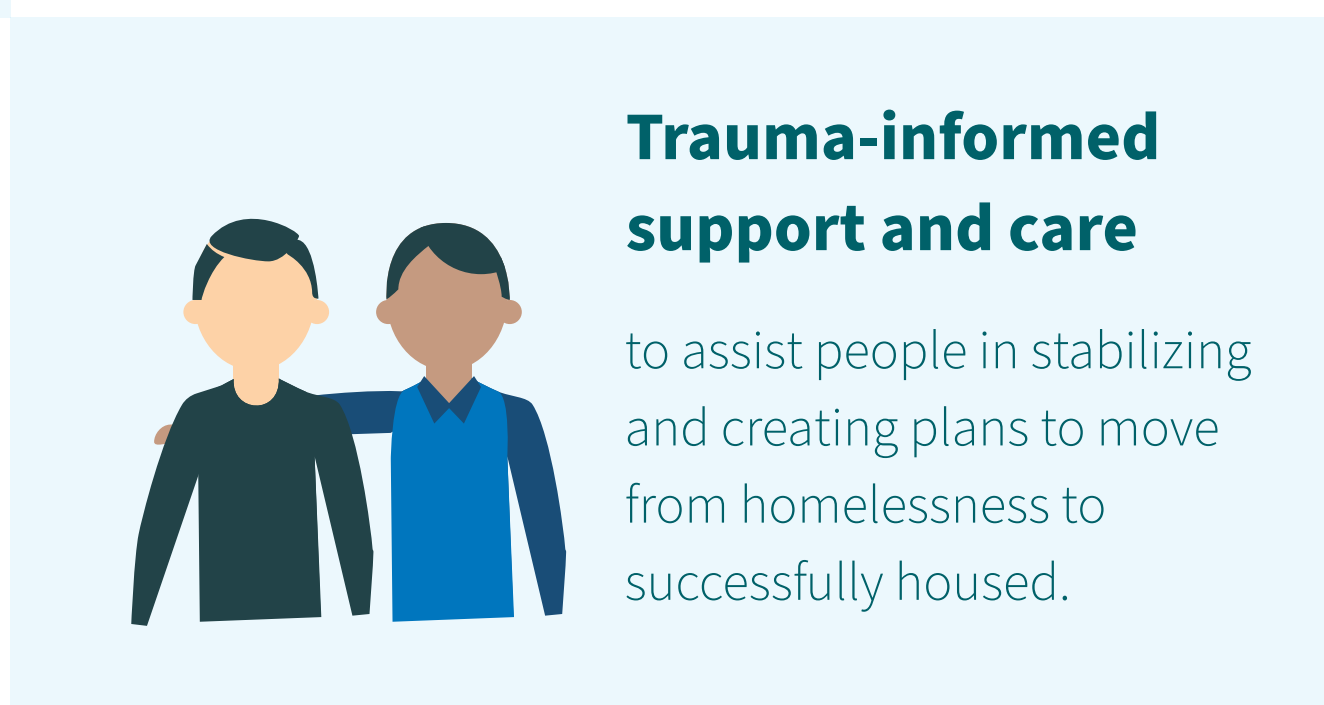 Trauma-informed
support and care
to assist people in stabilizing
and creating plans to move
from homelessness to
successfully housed.